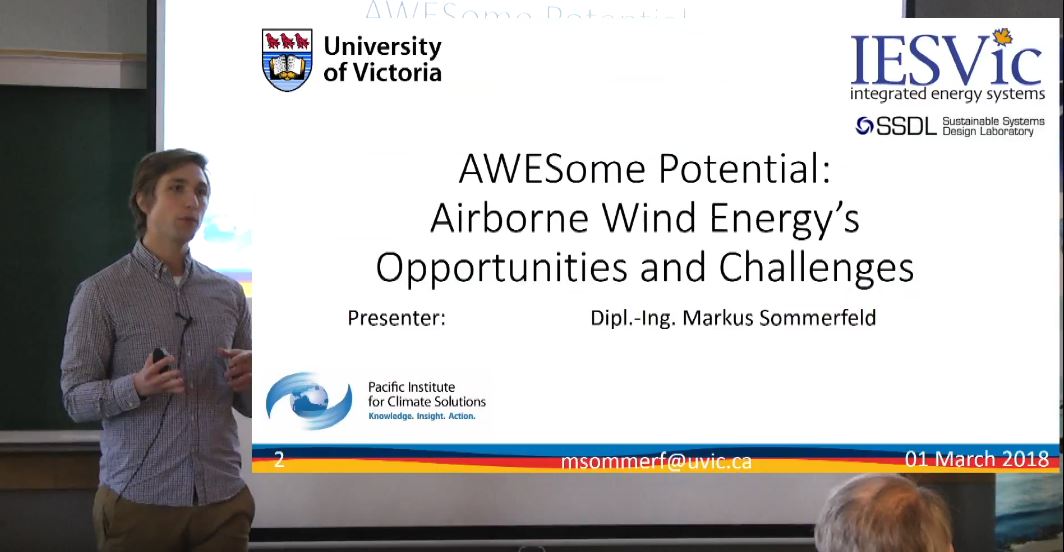 AWESome Potential
University
of Victoria
IESVic
integrated energy systems
SSDL Sustainable Systems
Design Laboratory
AWESome Potential:
Airborne Wind Energy's
Opportunities and Challenges
Presenter: Dipl.-Ing. Markus Sommerfeld
Pacific Institute
for Climate Solutions
Knowledge. Insight. Action.
2 msommerf@uvic.ca 01 March 2018